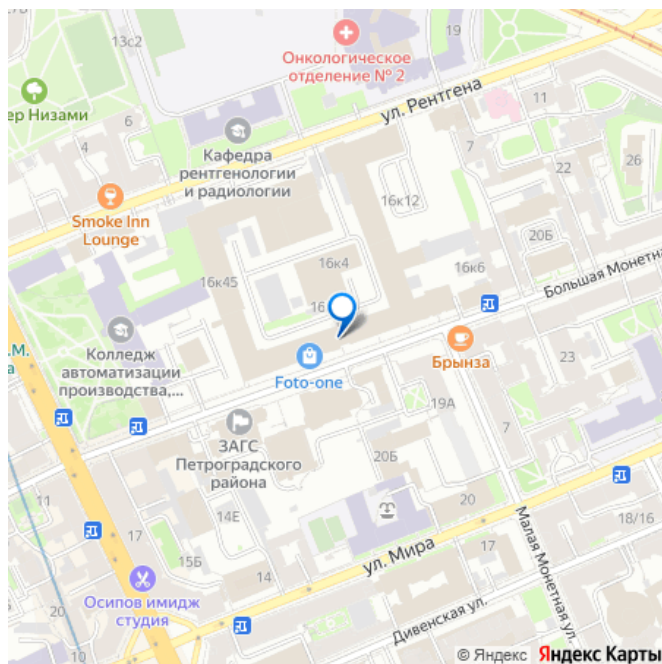 13с2
19
Онкологическое
отделение № 2
ул. Рентгена
11
ер Низами
6
4
Кафедра
рентгенологии
и радиологии
7
22
26
16к12
Smoke Inn
Lounge
20Б
16к4
16к6
16к45
Большая Монетна
16
.М.
а
Колледж
автоматизации
производства,...
Foto-one
Брынза
23
19А
ЗАГС
Петроградского
района
7
20Б
11
14Е
20
18/16
17
15Б
ул. Мира
17
14
Малая Монетная ул.
Осипов имидж
студия
20
10
Дивенская ул.
© Яндекс Яндекс Карты